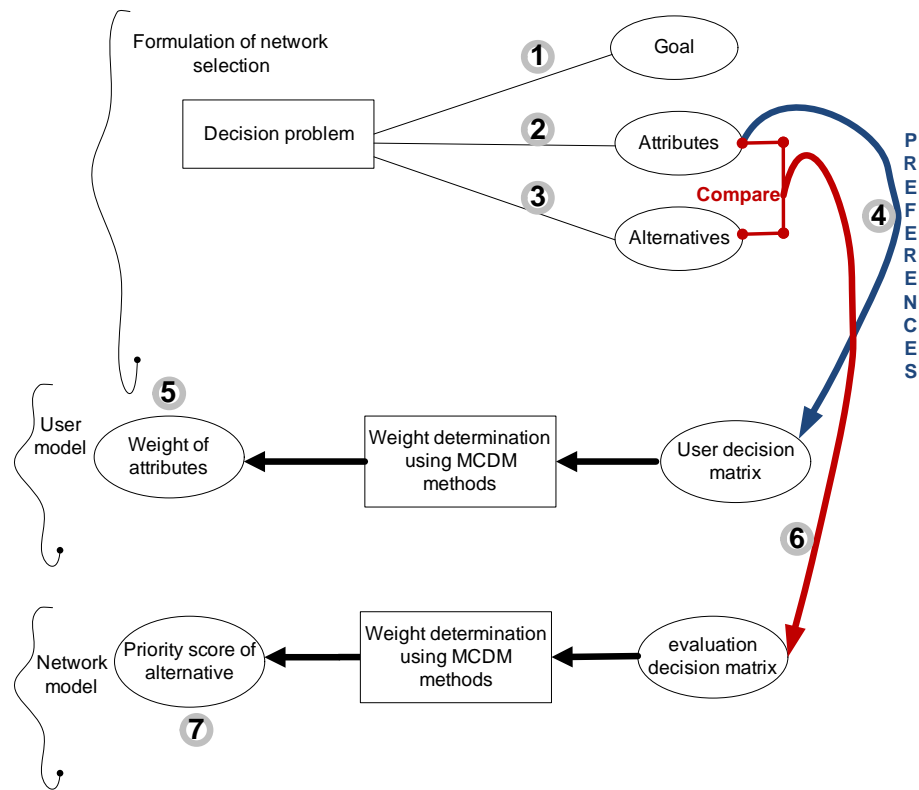 Formulation of network
selection
1
Goal
Decision problem
2
Attributes
3
Compare
Alternatives
4
PREFERENCES
5
User
model
Weight of
attributes
Weight determination
using MCDM
methods
User decision
matrix
6
Network
model
Priority score of
alternative
Weight determination
using MCDM
methods
evaluation
decision matrix
7